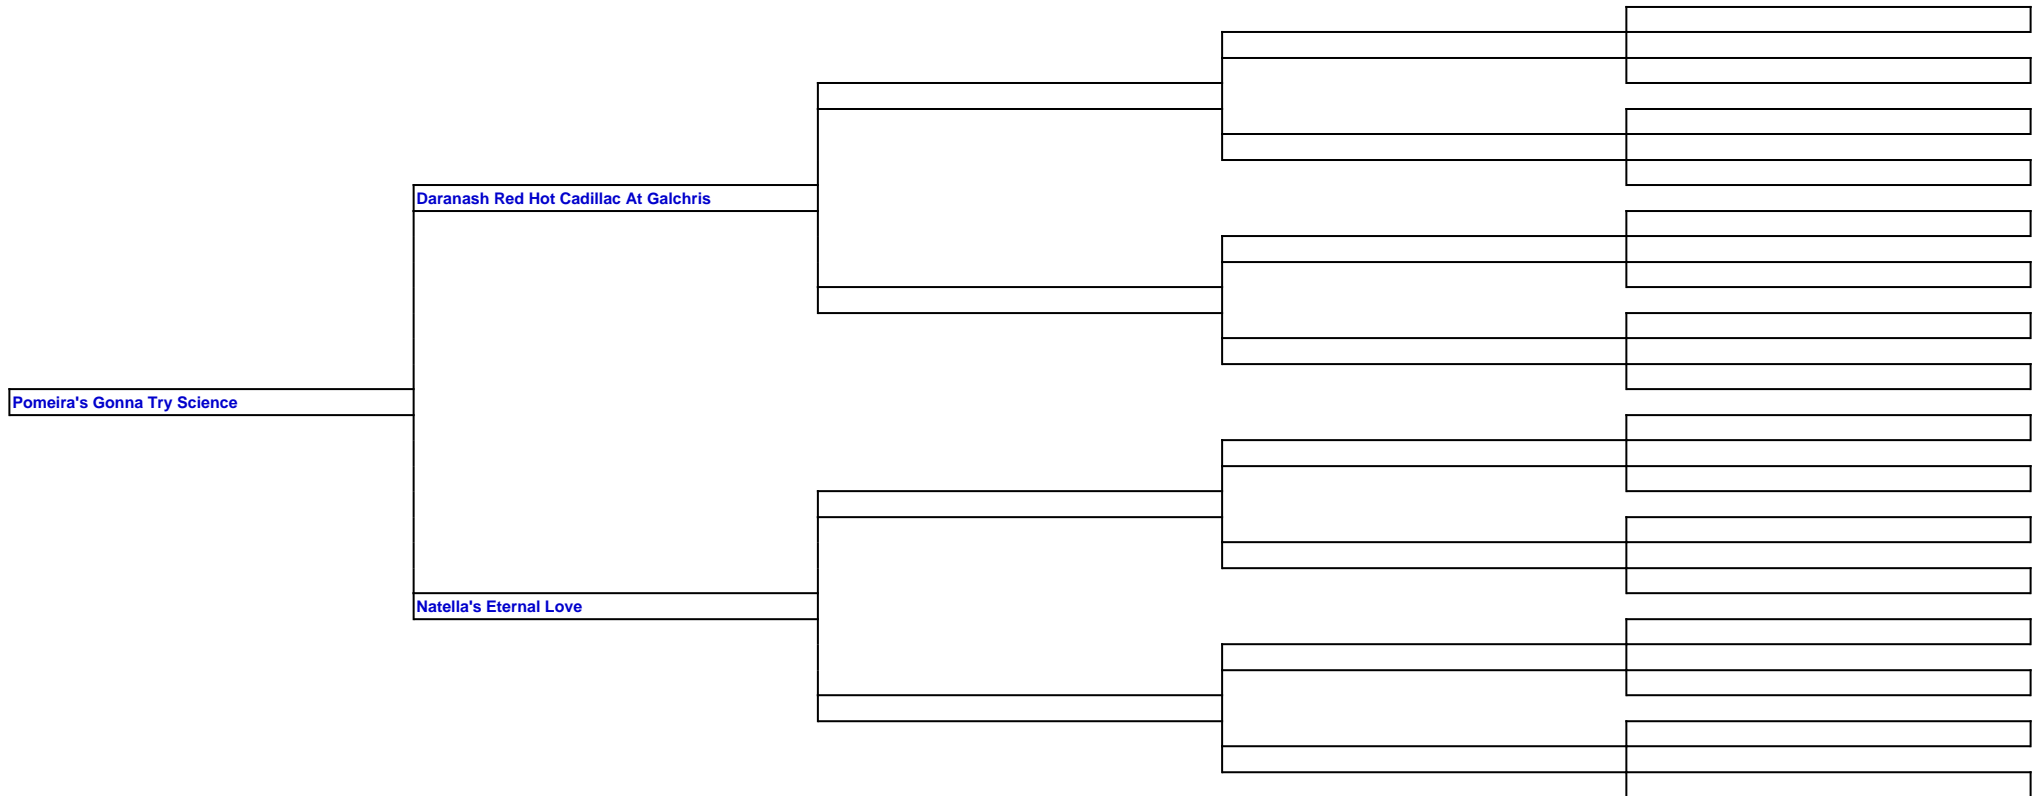 Daranash Red Hot Cadillac At Galchris
Pomeira's Gonna Try Science
Natella's Eternal Love